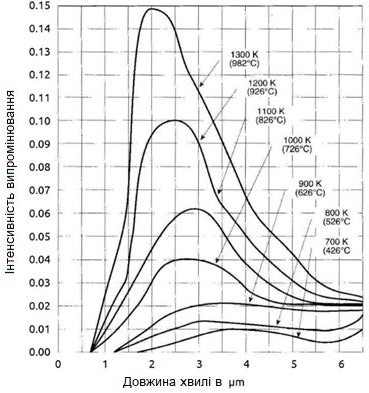 Інтенсивність випромінювання
0.15
0.14
0.13
0.12
0.11
0.10
0.09
0.08
0.07
0.06
0.05
0.04
0.03
0.02
0.01
0.00
1300 K
(982°C)
1200 K
(926°C)
1100 K
(826°C)
1000 K
(726°C)
900 K
(626°C)
800 K
(526°C
700 K
(426°C
0 1 2 3 4 5 6
Довжина хвилі в μm